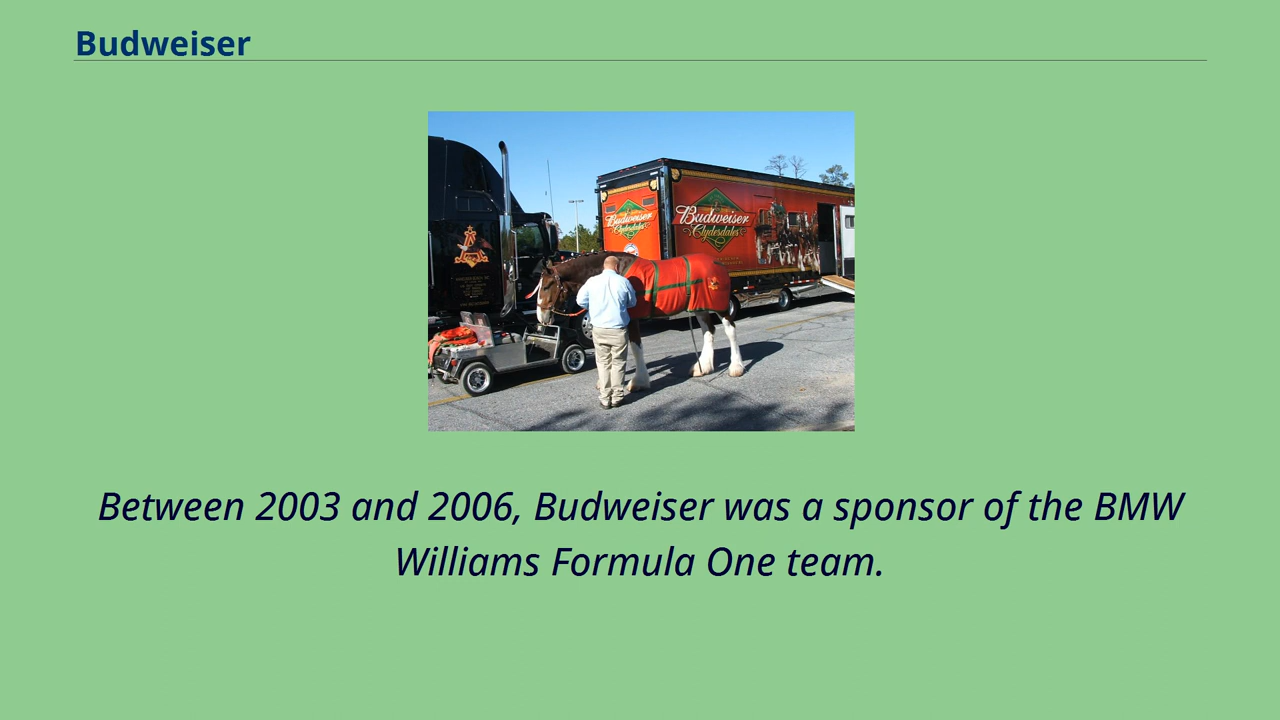 Budweiser
Budweiser
Clydesdales
Budweiser
Clydesdales
Between 2003 and 2006, Budweiser was a sponsor of the BMW
Williams Formula One team.